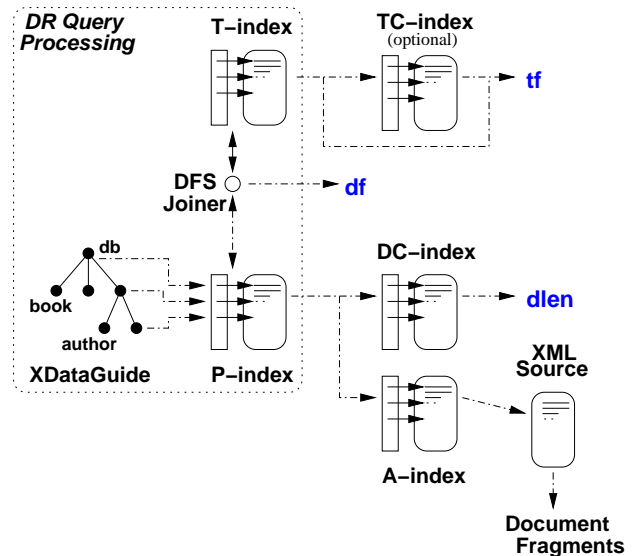 DR Query
Processing
T-index
TC-index
(optional)
tf
DFS
Joiner
df
db
book
author
XDataGuide
P-index
DC-index
dlen
A-index
XML
Source
Document
Fragments